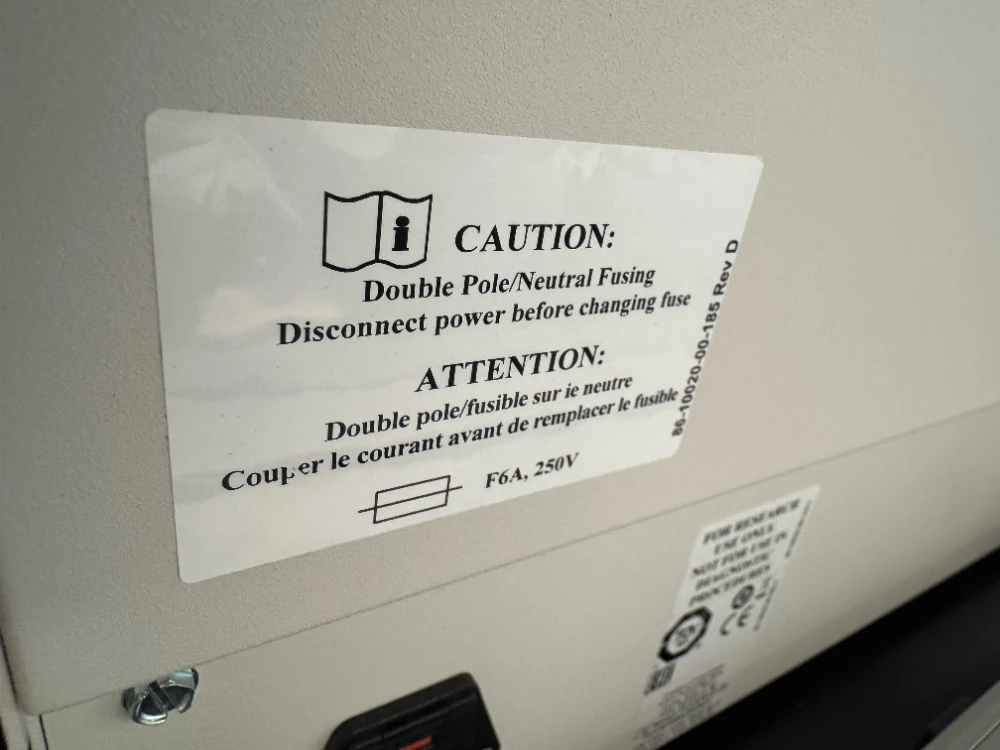 CAUTION:
Double Pole/Neutral Fusing
Disconnect power before changing fuse
ATTENTION:
Double pole/fusible sur ie neutre
Couper le courant avant de remplacer le fusible
F6A, 250V
86-10020-00-185 Rev D
FOR RESEARCH
USE ONLY
NOT FOR USE IN
DIAGNOSTIC
PROCEDURES
CE